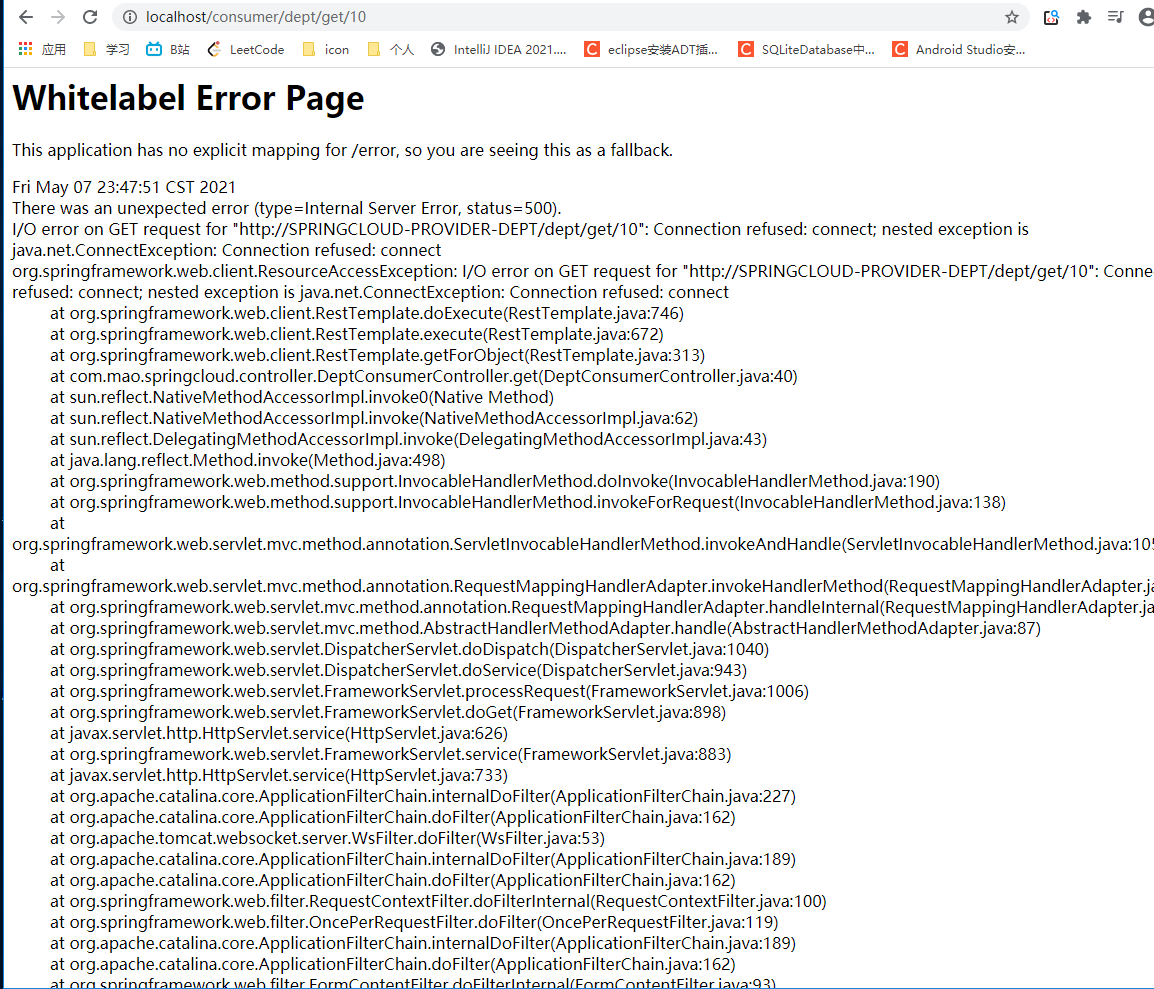 localhost/consumer/dept/get/10
应用 学习 B站 LeetCode icon 个人 IntelliJ IDEA 2021.... eclipse安装ADT插... SQLiteDatabase中... Android Studio安...
Whitelabel Error Page
This application has no explicit mapping for /error, so you are seeing this as a fallback.
Fri May 07 23:47:51 CST 2021
There was an unexpected error (type=Internal Server Error, status=500).
I/O error on GET request for "http://SPRINGCLOUD-PROVIDER-DEPT/dept/get/10": Connection refused: connect; nested exception is
java.net.ConnectException: Connection refused: connect
org.springframework.web.client.ResourceAccessException: I/O error on GET request for "http://SPRINGCLOUD-PROVIDER-DEPT/dept/get/10": Conne
refused: connect; nested exception is java.net.ConnectException: Connection refused: connect
at org.springframework.web.client.RestTemplate.doExecute(RestTemplate.java:746)
at org.springframework.web.client.RestTemplate.execute(RestTemplate.java:672)
at org.springframework.web.client.RestTemplate.getForObject(RestTemplate.java:313)
at com.mao.springcloud.controller.DeptConsumerController.get(DeptConsumerController.java:40)
at sun.reflect.NativeMethodAccessorImpl.invoke0(Native Method)
at sun.reflect.NativeMethodAccessorImpl.invoke(NativeMethodAccessorImpl.java:62)
at sun.reflect.DelegatingMethodAccessorImpl.invoke(DelegatingMethodAccessorImpl.java:43)
at java.lang.reflect.Method.invoke(Method.java:498)
at org.springframework.web.method.support.InvocableHandlerMethod.doInvoke(InvocableHandlerMethod.java:190)
at org.springframework.web.method.support.InvocableHandlerMethod.invokeForRequest(InvocableHandlerMethod.java:138)
at
org.springframework.web.servlet.mvc.method.annotation.ServletInvocableHandlerMethod.invokeAndHandle(ServletInvocableHandlerMethod.java:105
at
org.springframework.web.servlet.mvc.method.annotation.RequestMappingHandlerAdapter.invokeHandlerMethod(RequestMappingHandlerAdapter.ja
at org.springframework.web.servlet.mvc.method.annotation.RequestMappingHandlerAdapter.handleInternal(RequestMappingHandlerAdapter.ja
at org.springframework.web.servlet.mvc.method.AbstractHandlerMethodAdapter.handle(AbstractHandlerMethodAdapter.java:87)
at org.springframework.web.servlet.DispatcherServlet.doDispatch(DispatcherServlet.java:1040)
at org.springframework.web.servlet.DispatcherServlet.doService(DispatcherServlet.java:943)
at org.springframework.web.servlet.FrameworkServlet.processRequest(FrameworkServlet.java:1006)
at org.springframework.web.servlet.FrameworkServlet.doGet(FrameworkServlet.java:898)
at javax.servlet.http.HttpServlet.service(HttpServlet.java:626)
at org.springframework.web.servlet.FrameworkServlet.service(FrameworkServlet.java:883)
at javax.servlet.http.HttpServlet.service(HttpServlet.java:733)
at org.apache.catalina.core.ApplicationFilterChain.internalDoFilter(ApplicationFilterChain.java:227)
at org.apache.catalina.core.ApplicationFilterChain.doFilter(ApplicationFilterChain.java:162)
at org.apache.tomcat.websocket.server.WsFilter.doFilter(WsFilter.java:53)
at org.apache.catalina.core.ApplicationFilterChain.internalDoFilter(ApplicationFilterChain.java:189)
at org.apache.catalina.core.ApplicationFilterChain.doFilter(ApplicationFilterChain.java:162)
at org.springframework.web.filter.RequestContextFilter.doFilterInternal(RequestContextFilter.java:100)
at org.springframework.web.filter.OncePerRequestFilter.doFilter(OncePerRequestFilter.java:119)
at org.apache.catalina.core.ApplicationFilterChain.internalDoFilter(ApplicationFilterChain.java:189)
at org.apache.catalina.core.ApplicationFilterChain.doFilter(ApplicationFilterChain.java:162)
at org.springframework.web.filter.FormContentFilter.doFilterInternal(FormContentFilter.java:93)